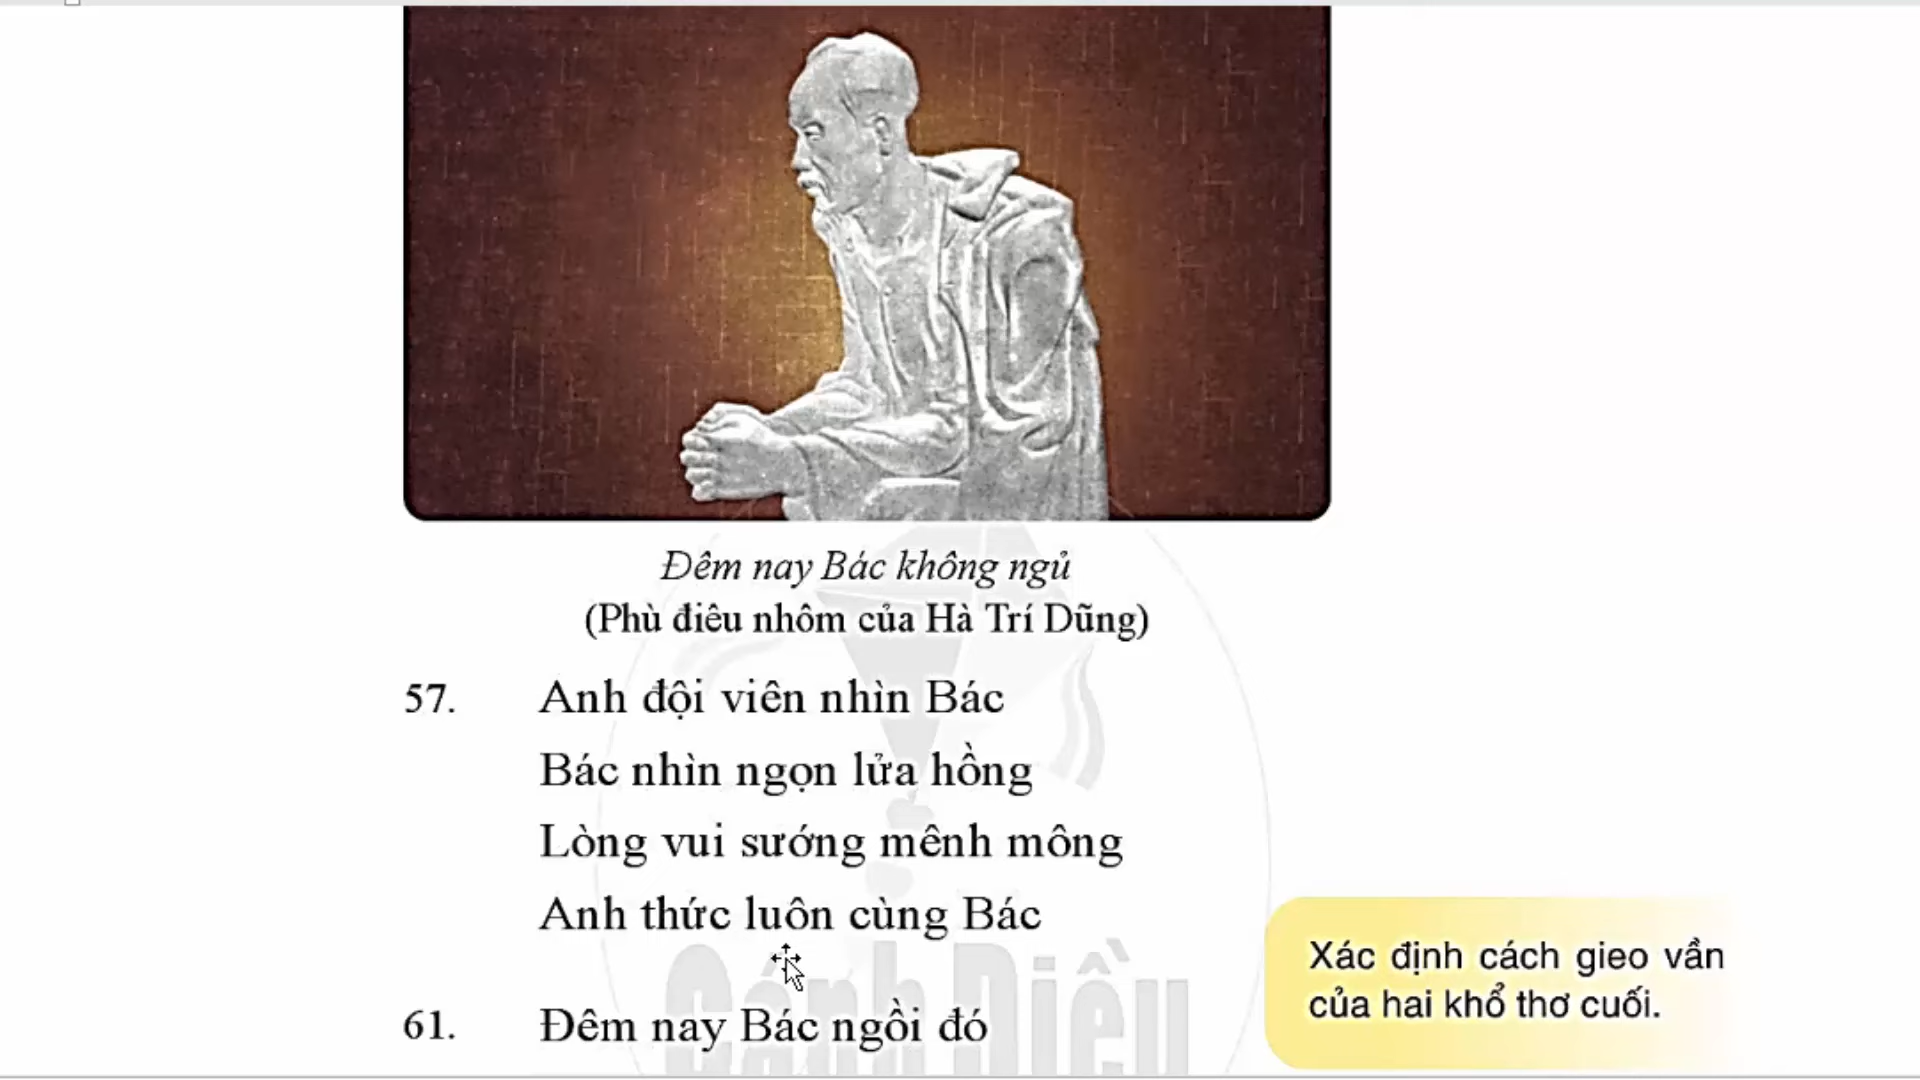 Đêm nay Bác không ngủ
(Phù điêu nhôm của Hà Trí Dũng)
57. Anh đội viên nhìn Bác
Bác nhìn ngọn lửa hồng
Lòng vui sướng mênh mông
Anh thức luôn cùng Bác
Xác định cách gieo vần
của hai khổ thơ cuối.
61. Đêm nay Bác ngồi đó
Cánh Diều